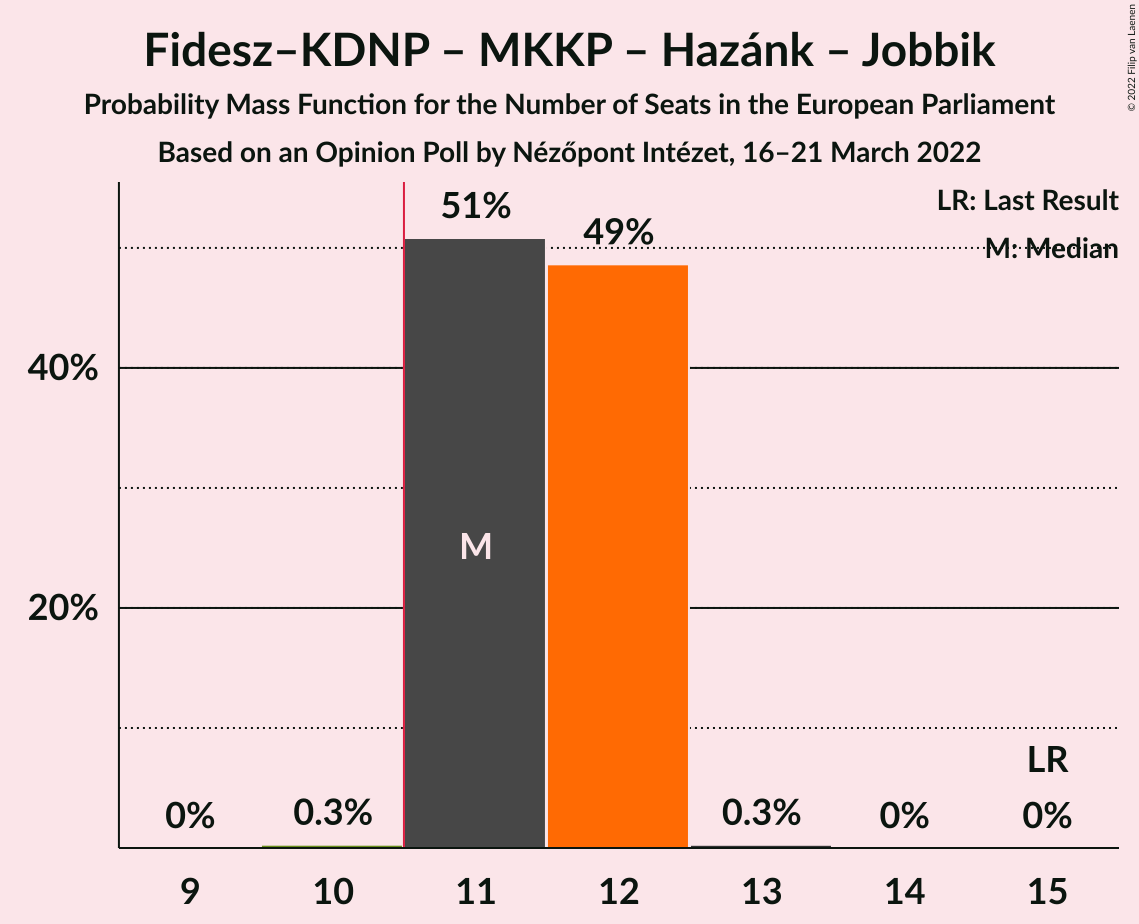 Fidesz–KDNP – MKKP – Hazánk – Jobbik
Probability Mass Function for the Number of Seats in the European Parliament
Based on an Opinion Poll by Nézőpont Intézet, 16–21 March 2022
© 2022 Filip van Laenen
LR: Last Result
M: Median
51%
49%
40%
20%
M
LR
0%
0.3%
0.3%
0%
0%
9
10
11
12
13
14
15